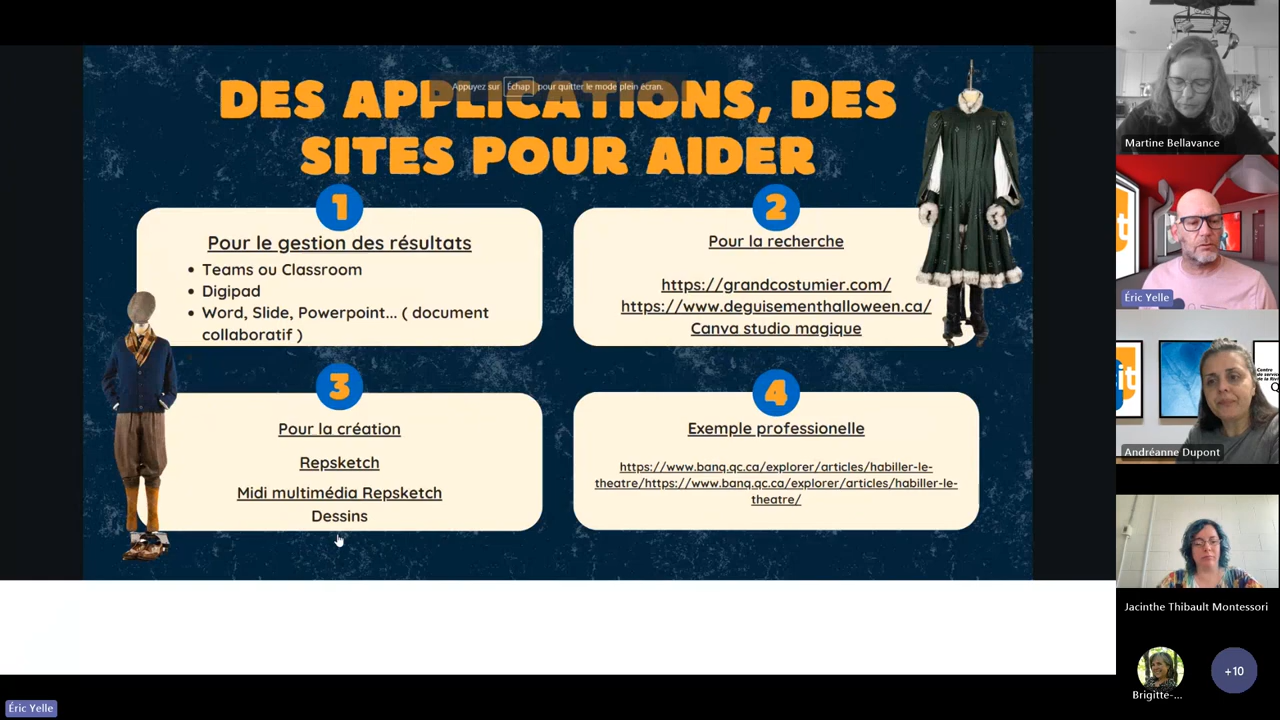 Appuyez sur Échap pour quitter le mode plein écran.
DES APPLICATIONS, DES
SITES POUR AIDER
1
Pour le gestion des résultats
• Teams ou Classroom
• Digipad
• Word, Slide, Powerpoint... ( document
collaboratif )
2
Pour la recherche
https://grandcostumier.com/
https://www.deguisementhalloween.ca/
Canva studio magique
3
Pour la création
Repsketch
Midi multimédia Repsketch
Dessins
4
Exemple professionelle
https://www.banq.qc.ca/explorer/articles/habiller-le-
theatre/https://www.banq.qc.ca/explorer/articles/habiller-le-
theatre/
Martine Bellavance
Éric Yelle
it
Andréanne Dupont
Jacinthe Thibault Montessori
Brigitte-...
+10
Éric Yelle